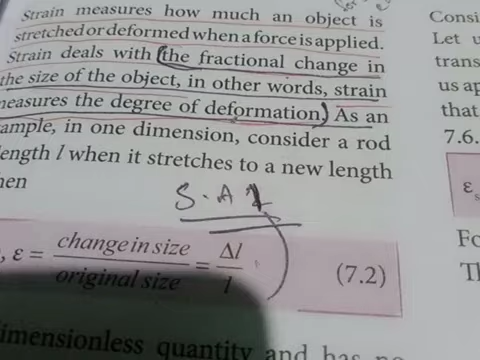 Strain measures how much an object is
stretched or deformed when a force is applied.
Strain deals with the fractional change in
the size of the object, in other words, strain
measures the degree of deformation. As an
ample, in one dimension, consider a rod
length l when it stretches to a new length
hen
, ε = change in size / original size = Δl / l (7.2)
dimensionless quantity and has no
Consi
Let u
trans
us ap
that
7.6.
ε s
Fo
Th